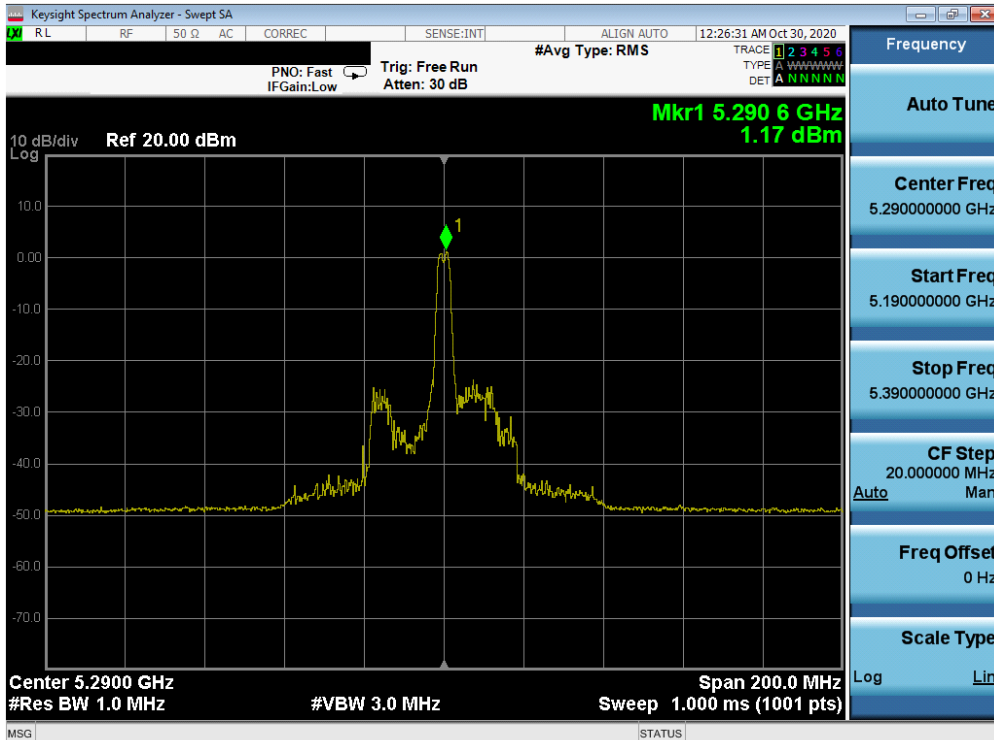 Keysight Spectrum Analyzer - Swept SA
LXI RL RF 50 Ω AC CORREC SENSE:INT ALIGN AUTO 12:26:31 AM Oct 30, 2020
#Avg Type: RMS TRACE 1 2 3 4 5 6
PNO: Fast Trig: Free Run TYPE A WWWWW
IFGain:Low Atten: 30 dB DET A N N N N N
Mkr1 5.290 6 GHz
1.17 dBm
10 dB/div Ref 20.00 dBm
Log
10.0
1
0.00
-10.0
-20.0
-30.0
-40.0
-50.0
-60.0
-70.0
Center 5.2900 GHz Span 200.0 MHz
#Res BW 1.0 MHz #VBW 3.0 MHz Sweep 1.000 ms (1001 pts)
MSG STATUS
Frequency
Auto Tune
Center Freq
5.290000000 GHz
Start Freq
5.190000000 GHz
Stop Freq
5.390000000 GHz
CF Step
20.000000 MHz
Auto Man
Freq Offset
0 Hz
Scale Type
Log Lin